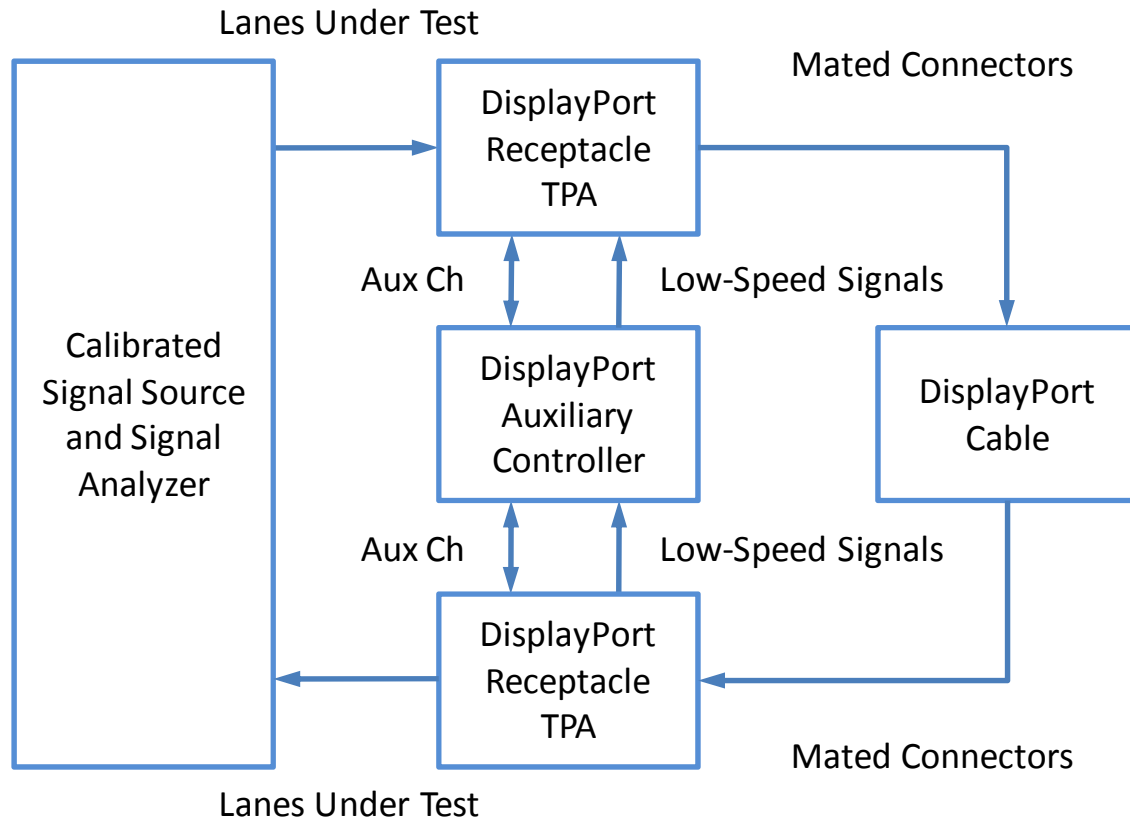 Lanes Under Test
Mated Connectors
DisplayPort
Receptacle
TPA
Aux Ch
Low-Speed Signals
Calibrated
Signal Source
and Signal
Analyzer
DisplayPort
Auxiliary
Controller
DisplayPort
Cable
Aux Ch
Low-Speed Signals
DisplayPort
Receptacle
TPA
Mated Connectors
Lanes Under Test